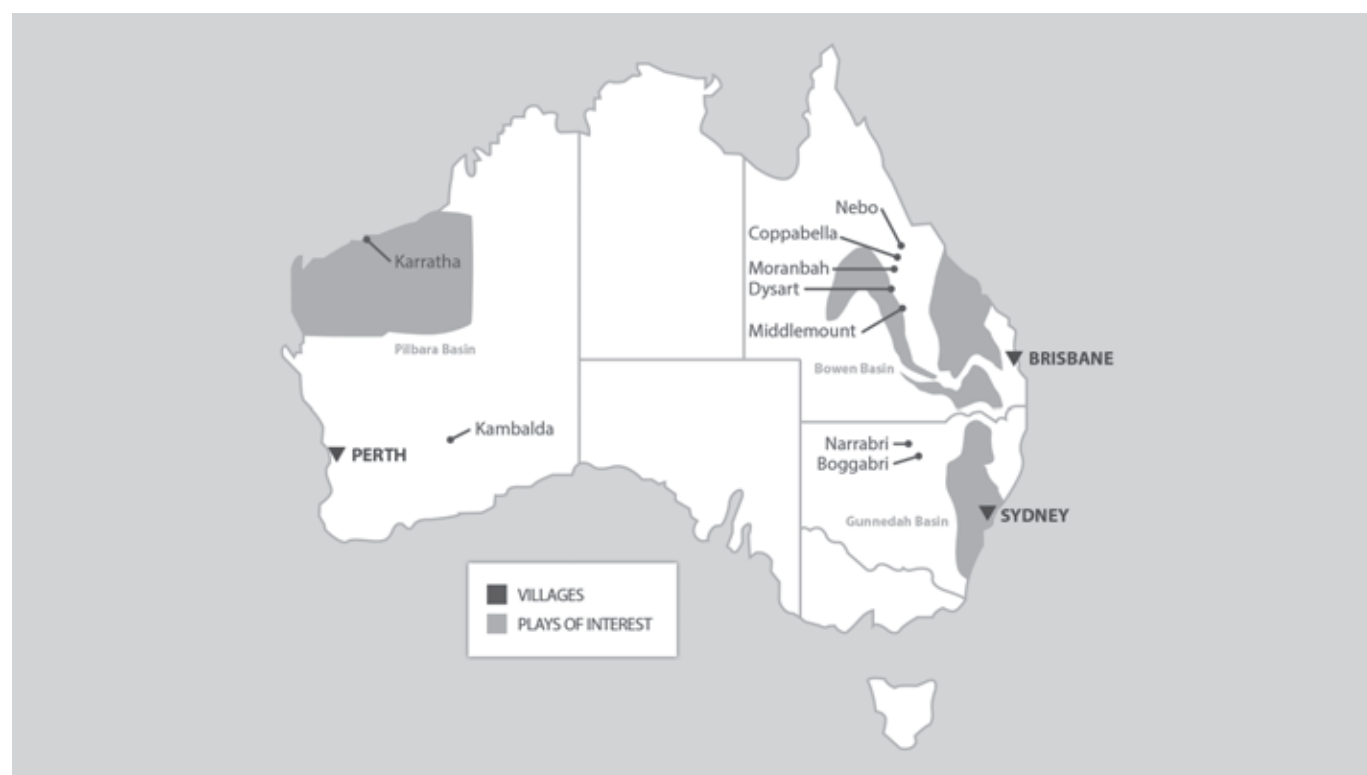 Nebo
Coppabella
Karratha
Moranbah
Dysart
Middlemount
Pilbara Basin
BRISBANE
Bowen Basin
Kambalda
Narrabri
PERTH
Boggabri
SYDNEY
Gunnedah Basin
VILLAGES
PLAYS OF INTEREST